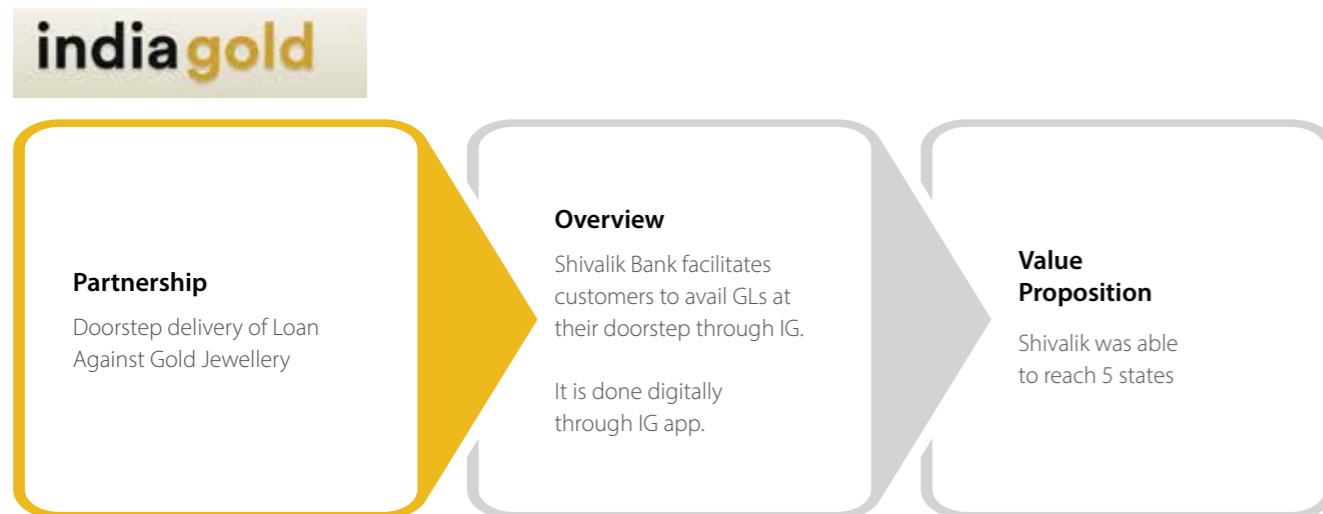 indiagold
Partnership
Doorstep delivery of Loan
Against Gold Jewellery
Overview
Shivalik Bank facilitates
customers to avail GLs at
their doorstep through IG.
It is done digitally
through IG app.
Value
Proposition
Shivalik was able
to reach 5 states